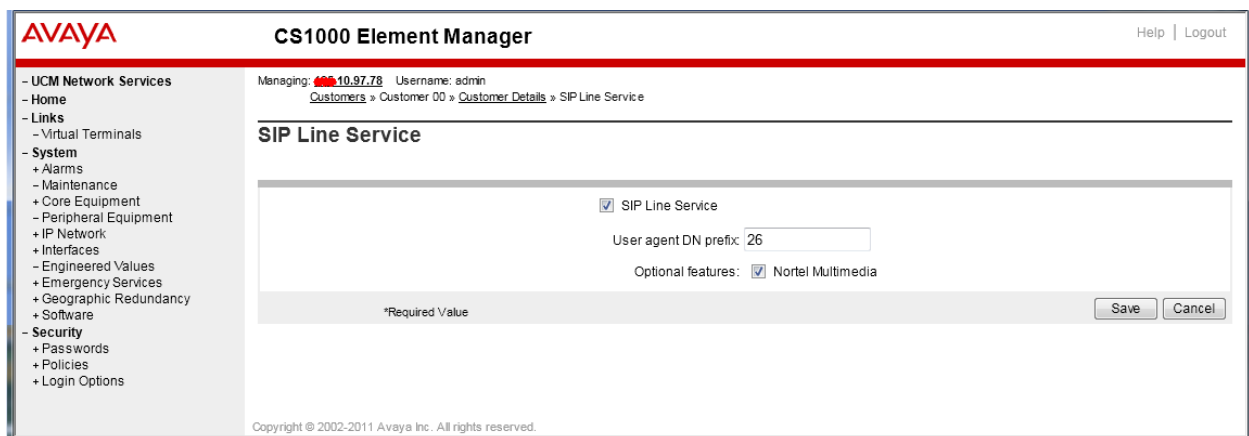 AVAYA
CS1000 Element Manager
Help | Logout
– UCM Network Services
– Home
– Links
– Virtual Terminals
– System
+ Alarms
– Maintenance
+ Core Equipment
– Peripheral Equipment
+ IP Network
+ Interfaces
– Engineered Values
+ Emergency Services
+ Geographic Redundancy
+ Software
– Security
+ Passwords
+ Policies
+ Login Options
Managing: 10.97.78 Username: admin
Customers » Customer 00 » Customer Details » SIP Line Service
SIP Line Service
SIP Line Service
User agent DN prefix: 26
Optional features: Nortel Multimedia
*Required Value
Save Cancel
Copyright © 2002-2011 Avaya Inc. All rights reserved.